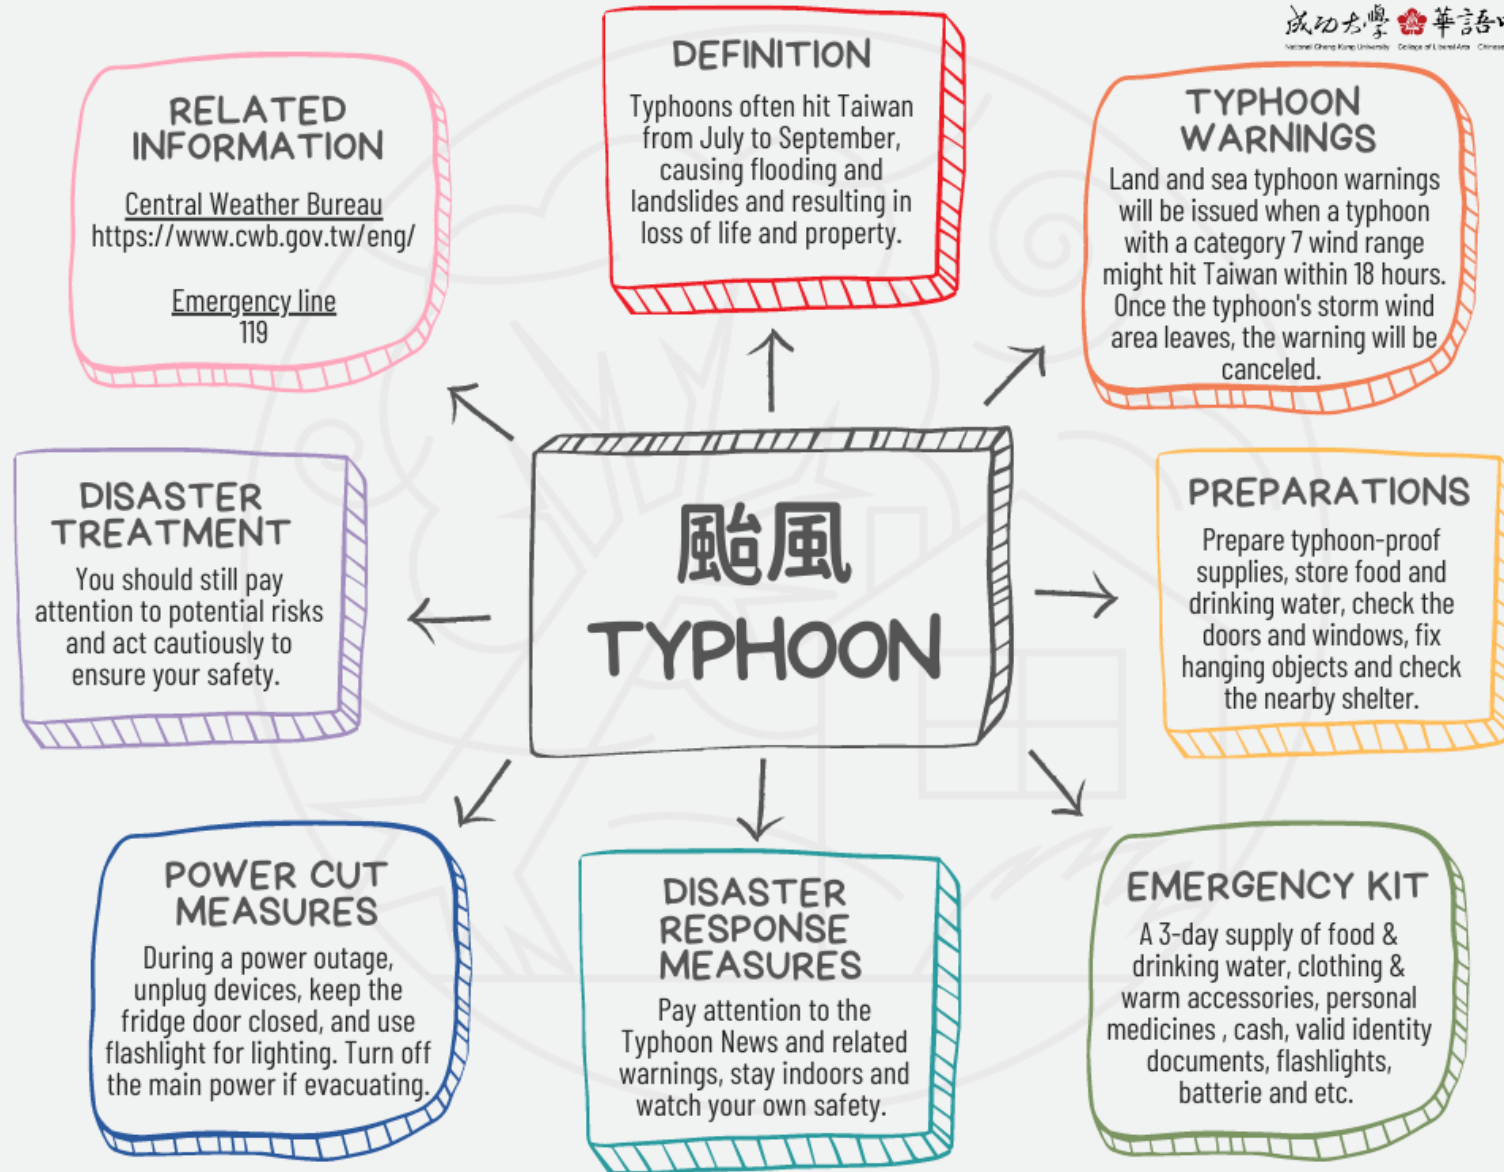 成功大學 華語
National Cheng Kung University College of Liberal Arts Chinese
DEFINITION
Typhoons often hit Taiwan
from July to September,
causing flooding and
landslides and resulting in
loss of life and property.
TYPHOON
WARNINGS
Land and sea typhoon warnings
will be issued when a typhoon
with a category 7 wind range
might hit Taiwan within 18 hours.
Once the typhoon's storm wind
area leaves, the warning will be
canceled.
PREPARATIONS
Prepare typhoon-proof
supplies, store food and
drinking water, check the
doors and windows, fix
hanging objects and check
the nearby shelter.
EMERGENCY KIT
A 3-day supply of food &
drinking water, clothing &
warm accessories, personal
medicines , cash, valid identity
documents, flashlights,
batterie and etc.
DISASTER
RESPONSE
MEASURES
Pay attention to the
Typhoon News and related
warnings, stay indoors and
watch your own safety.
POWER CUT
MEASURES
During a power outage,
unplug devices, keep the
fridge door closed, and use
flashlight for lighting. Turn off
the main power if evacuating.
DISASTER
TREATMENT
You should still pay
attention to potential risks
and act cautiously to
ensure your safety.
RELATED
INFORMATION
Central Weather Bureau
https://www.cwb.gov.tw/eng/
Emergency line
119
颱風
TYPHOON